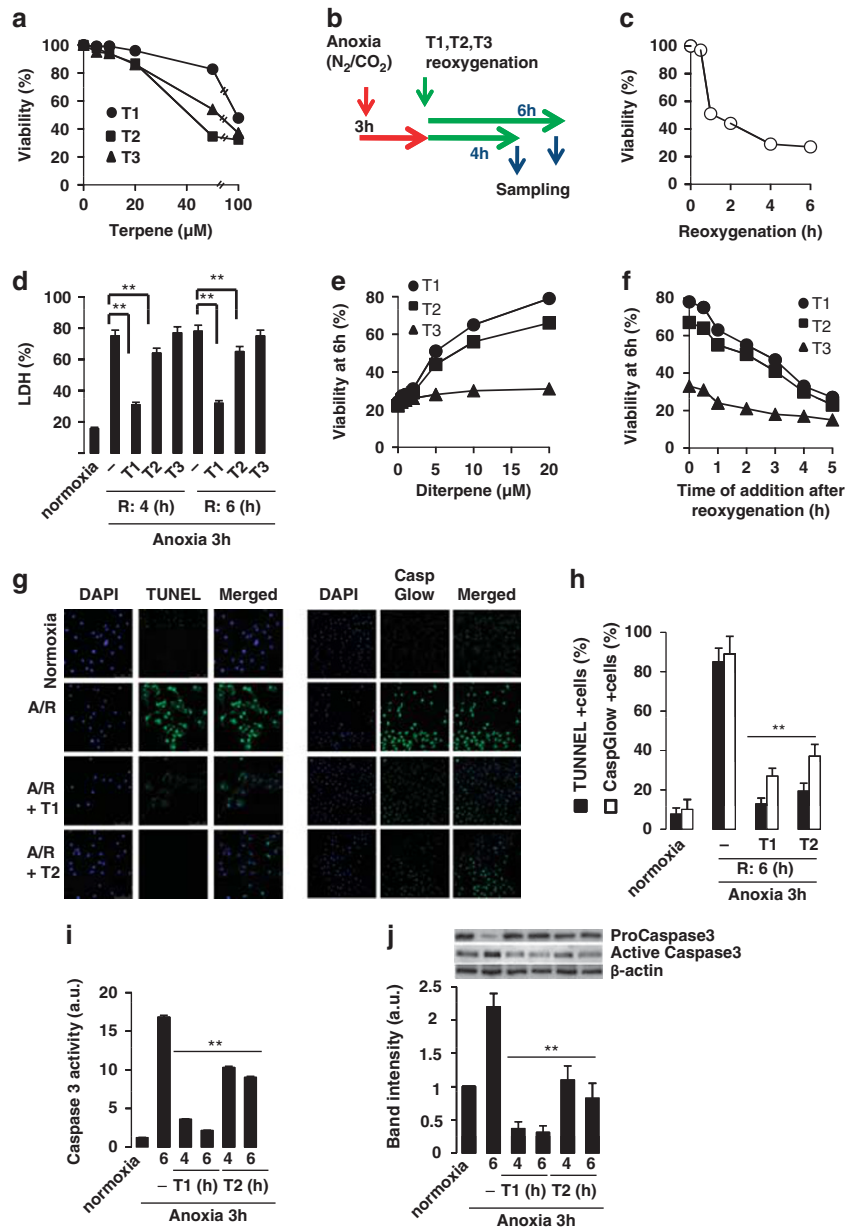 a
Viability (%)
100
80
60
40
20
0
T1
T2
T3
0
20
40
100
Terpene (µM)
b
Anoxia
(N2/CO2)
T1,T2,T3
reoxygenation
3h
6h
4h
Sampling
c
Viability (%)
100
80
60
40
20
0
0
2
4
6
Reoxygenation (h)
d
LDH (%)
100
80
60
40
20
**
**
**
**
normoxia
– T1 T2 T3 – T1 T2 T3
R: 4 (h) R: 6 (h)
Anoxia 3h
e
Viability at 6h (%)
80
60
40
20
0
T1
T2
T3
0 5 10 15 20
Diterpene (µM)
f
Viability at 6h (%)
80
60
40
20
0
T1
T2
T3
0 1 2 3 4 5
Time of addition after
reoxygenation (h)
g
DAPI TUNEL Merged
DAPI Casp Glow Merged
Normoxia
A/R
A/R
+ T1
A/R
+ T2
h
TUNNEL +cells (%)
CaspGlow +cells (%)
100
80
60
40
20
0
**
normoxia
– T1 T2
R: 6 (h)
Anoxia 3h
i
Caspase 3 activity (a.u.)
20
15
10
5
0
**
normoxia
6 4 6 4 6
– T1 (h) T2 (h)
Anoxia 3h
j
ProCaspase3
Active Caspase3
β-actin
Band intensity (a.u.)
2.5
2
1.5
1
0.5
0
**
normoxia
6 4 6 4 6
– T1 (h) T2 (h)
Anoxia 3h